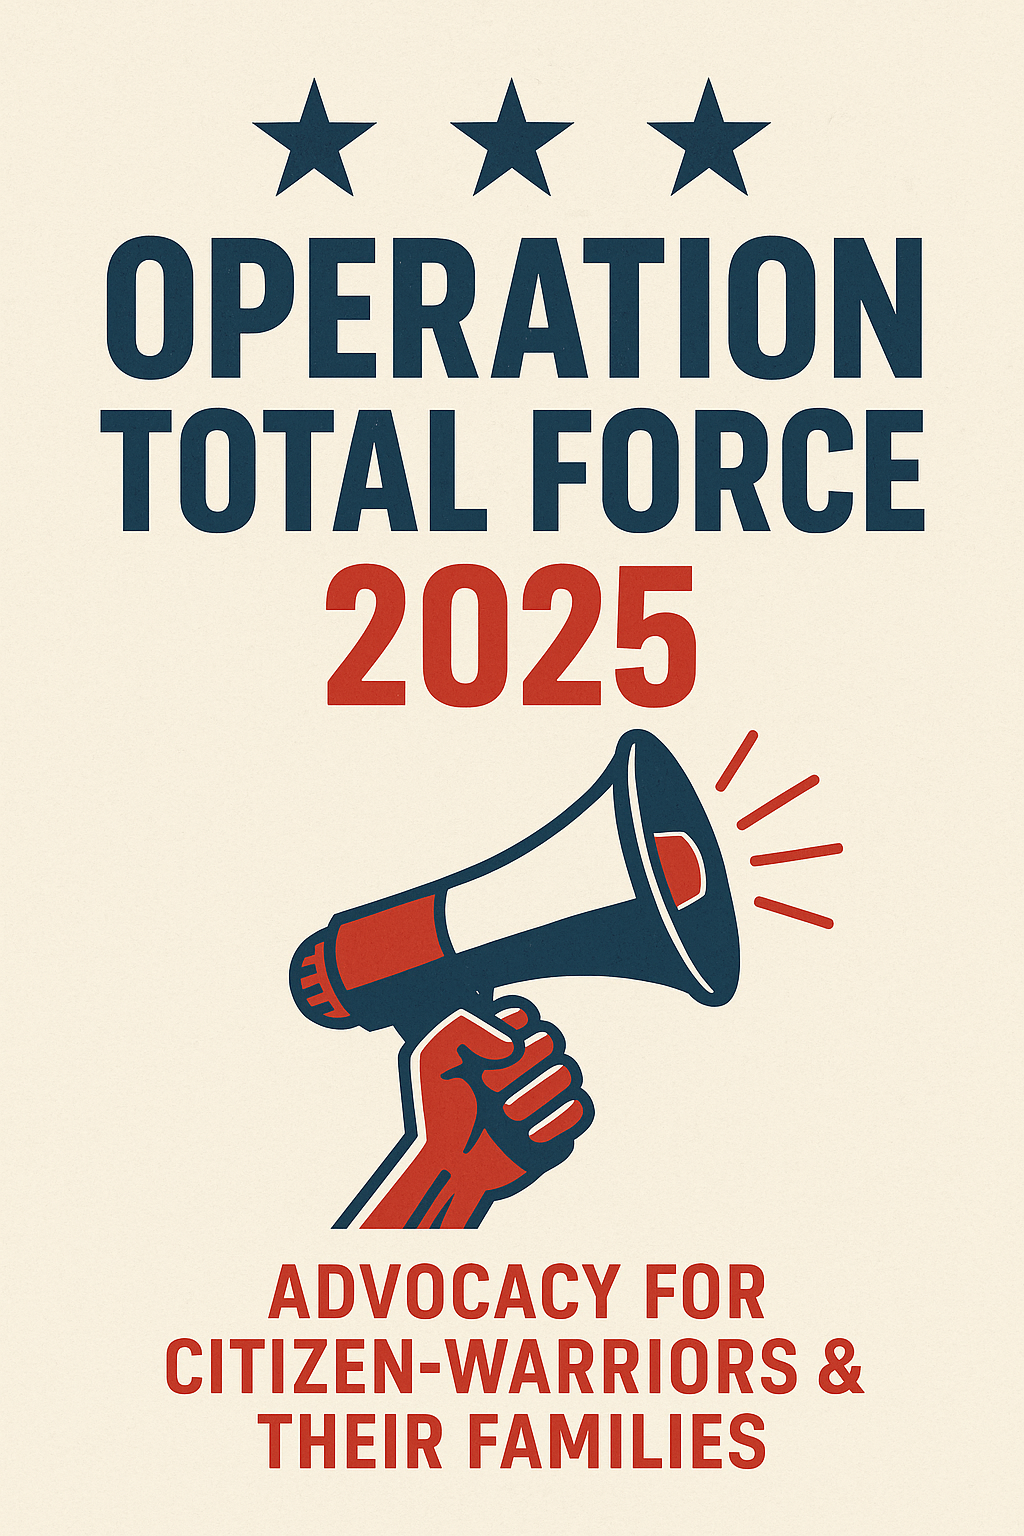 OPERATION
TOTAL FORCE
2025
ADVOCACY FOR
CITIZEN-WARRIORS &
THEIR FAMILIES